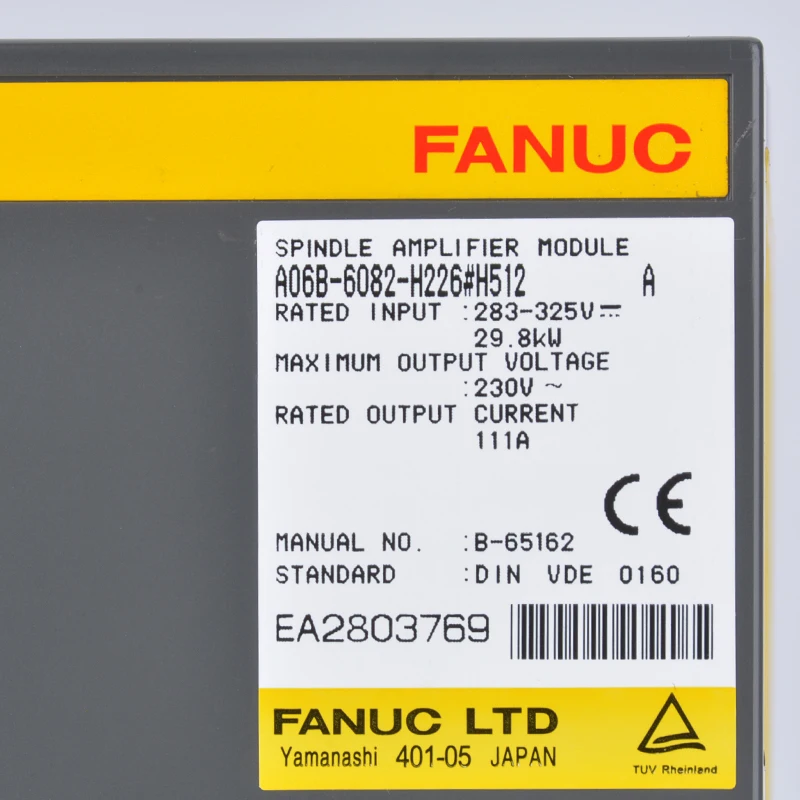 FANUC
SPINDLE AMPLIFIER MODULE
A06B-6082-H226#H512 A
RATED INPUT :283-325V⎓
29.8kW
MAXIMUM OUTPUT VOLTAGE
:230V ~
RATED OUTPUT CURRENT
111A
CE
MANUAL NO. :B-65162
STANDARD :DIN VDE 0160
EA2803769
FANUC LTD
Yamanashi 401-05 JAPAN
TUV Rheinland